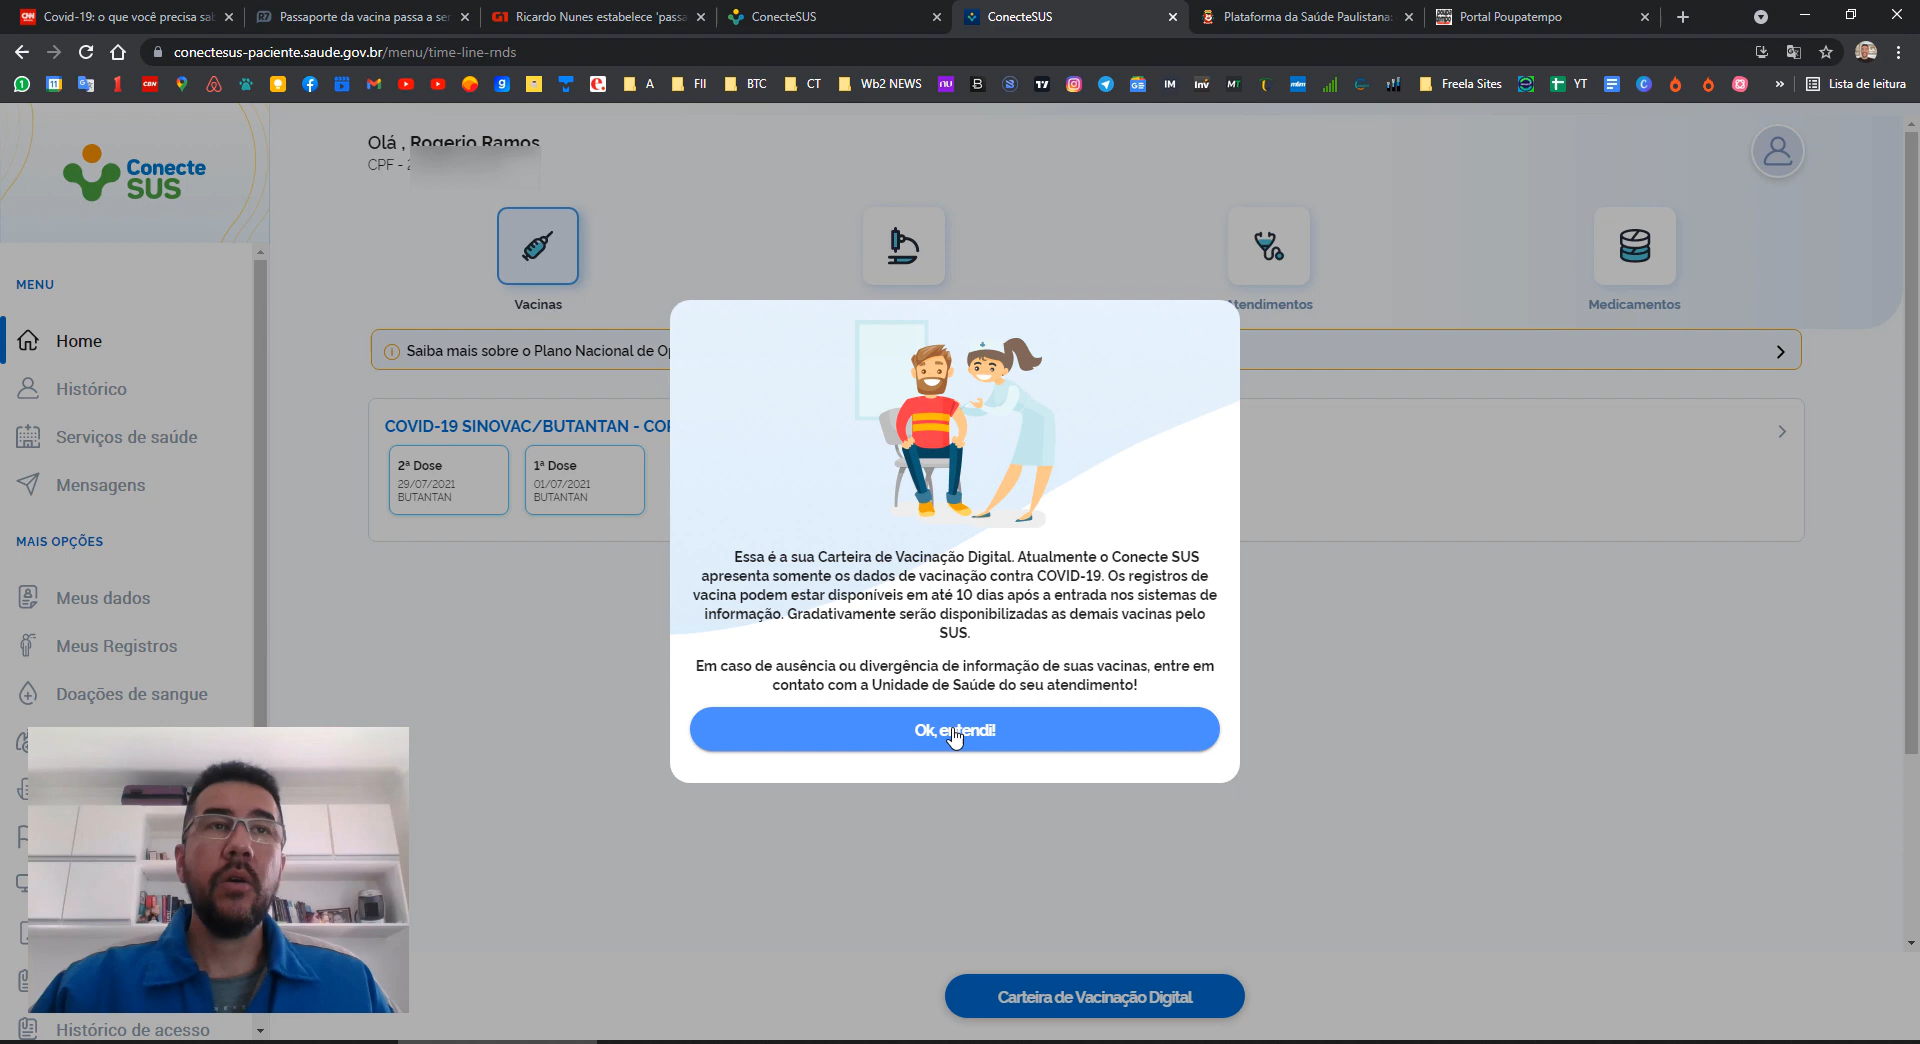 Covid-19: o que você precisa sa
Passaporte da vacina passa a se
Ricardo Nunes estabelece 'passa
ConecteSUS
ConecteSUS
Plataforma da Saúde Paulistana:
Portal Poupatempo
conectesus-paciente.saude.gov.br/menu/time-line-rnds
A
FII
BTC
CT
Wb2 NEWS
Freela Sites
YT
Lista de leitura
Conecte
SUS
Olá , Rogerio Ramos
CPF -
MENU
Home
Histórico
Serviços de saúde
Mensagens
MAIS OPÇÕES
Meus dados
Meus Registros
Doações de sangue
Histórico de acesso
Vacinas
Atendimentos
Medicamentos
Saiba mais sobre o Plano Nacional de Op
COVID-19 SINOVAC/BUTANTAN - COR
2ª Dose
29/07/2021
BUTANTAN
1ª Dose
01/07/2021
BUTANTAN
Essa é a sua Carteira de Vacinação Digital. Atualmente o Conecte SUS
apresenta somente os dados de vacinação contra COVID-19. Os registros de
vacina podem estar disponíveis em até 10 dias após a entrada nos sistemas de
informação. Gradativamente serão disponibilizadas as demais vacinas pelo
SUS.
Em caso de ausência ou divergência de informação de suas vacinas, entre em
contato com a Unidade de Saúde do seu atendimento!
Ok, entendi!
Carteira de Vacinação Digital